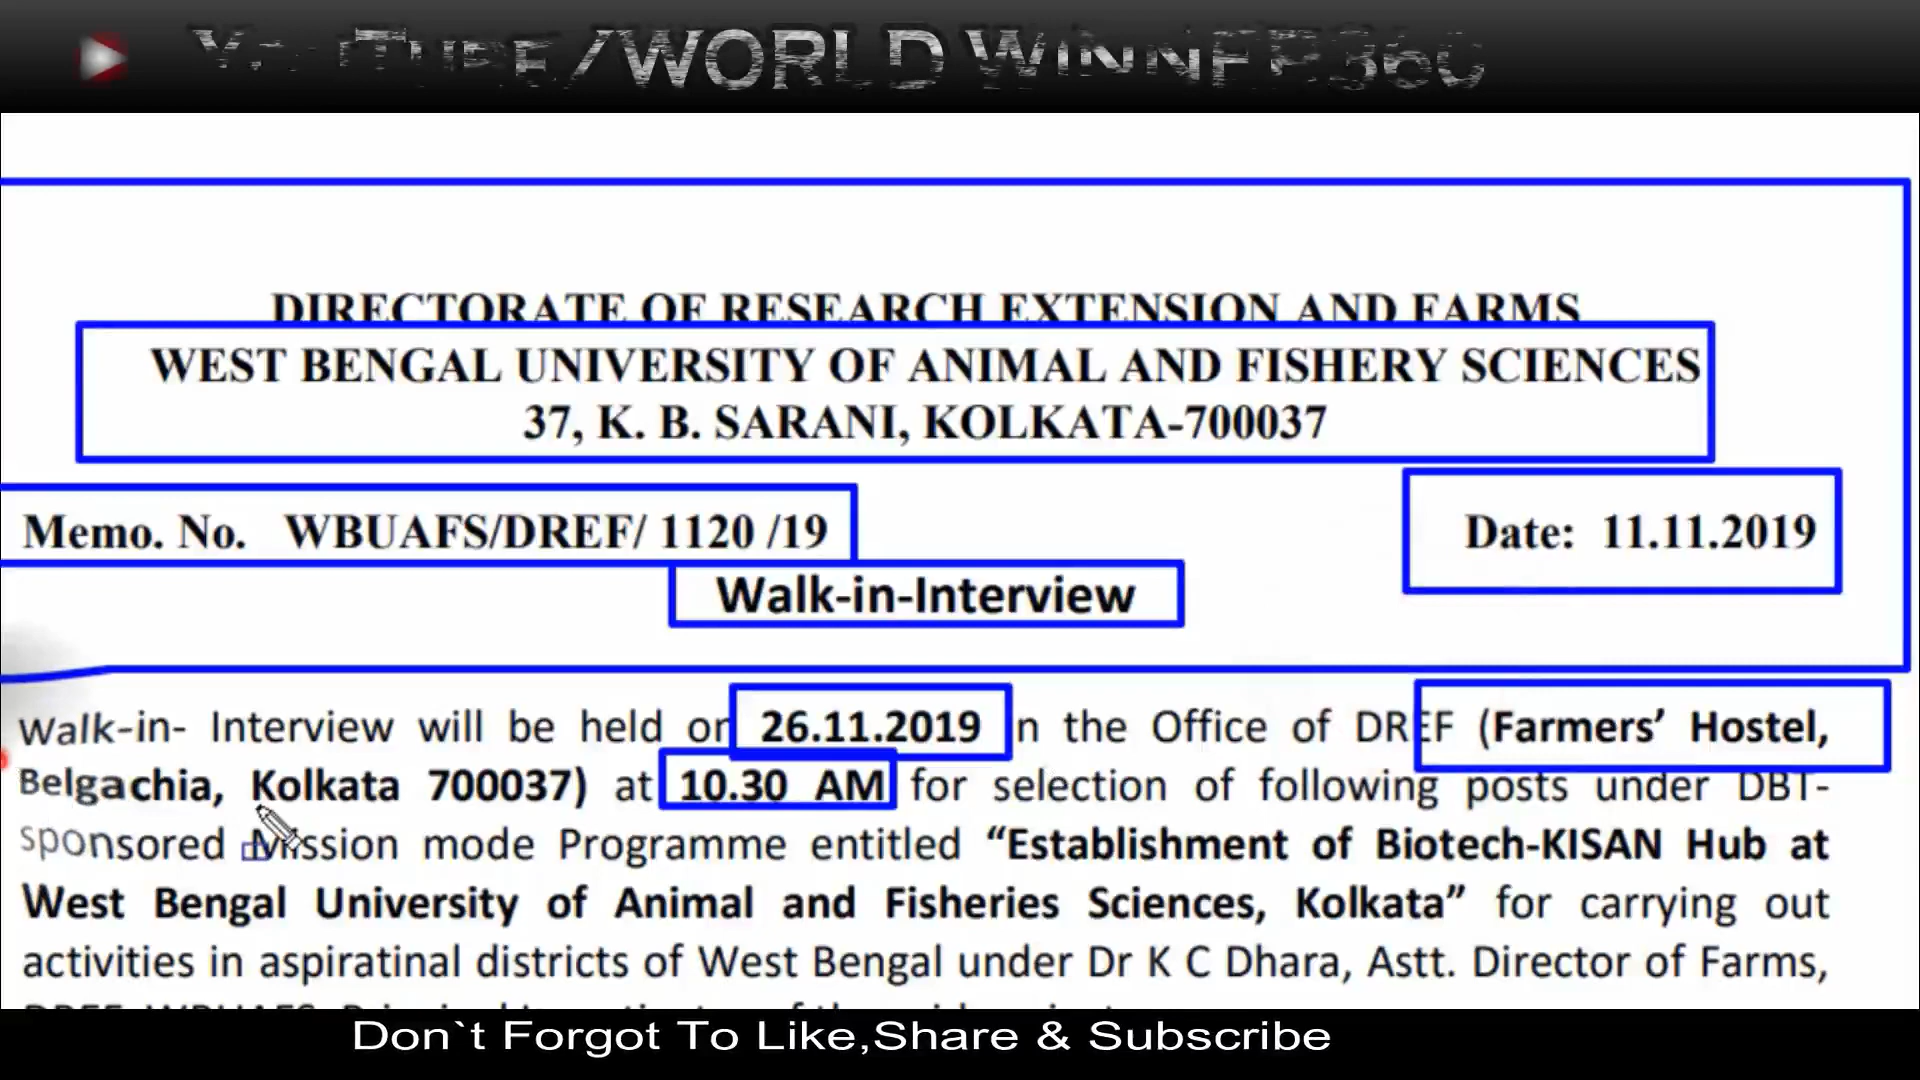 YOUTUBE/WORLD WINNER360
DIRECTORATE OF RESEARCH EXTENSION AND FARMS
WEST BENGAL UNIVERSITY OF ANIMAL AND FISHERY SCIENCES
37, K. B. SARANI, KOLKATA-700037
Memo. No. WBUAFS/DREF/ 1120 /19 Date: 11.11.2019
Walk-in-Interview
Walk-in- Interview will be held on 26.11.2019 in the Office of DREF (Farmers’ Hostel,
Belgachia, Kolkata 700037) at 10.30 AM for selection of following posts under DBT-
sponsored Mission mode Programme entitled “Establishment of Biotech-KISAN Hub at
West Bengal University of Animal and Fisheries Sciences, Kolkata” for carrying out
activities in aspiratinal districts of West Bengal under Dr K C Dhara, Astt. Director of Farms,
Don`t Forgot To Like,Share & Subscribe